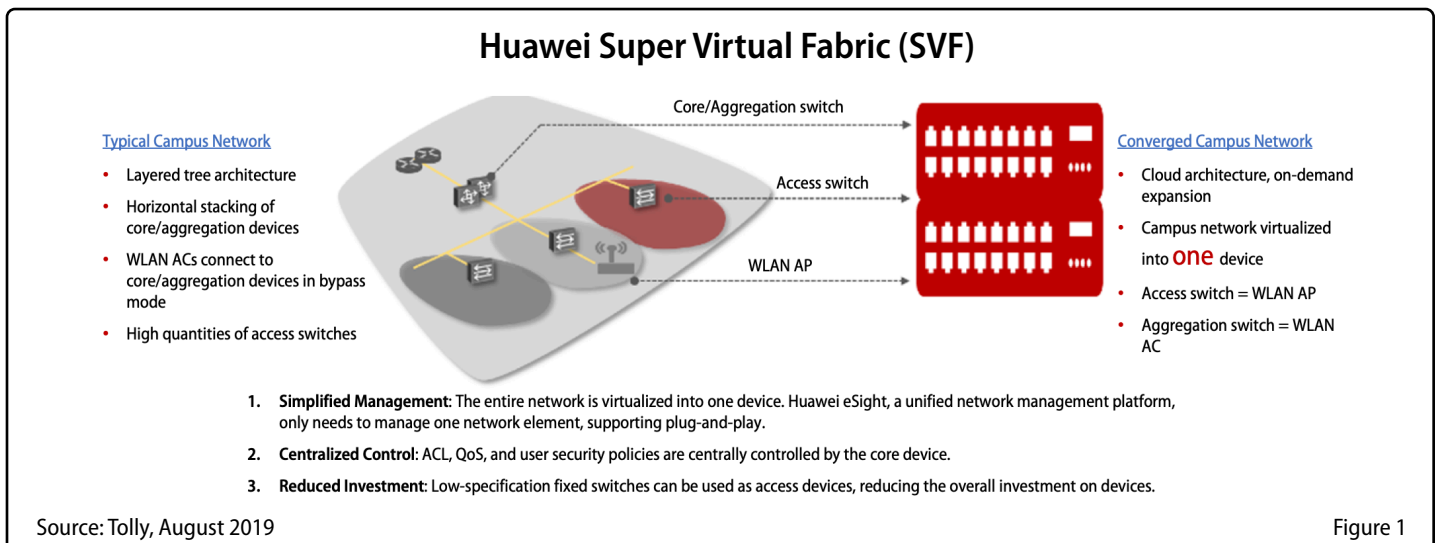 Huawei Super Virtual Fabric (SVF)
Typical Campus Network
• Layered tree architecture
• Horizontal stacking of
core/aggregation devices
• WLAN ACs connect to
core/aggregation devices in bypass
mode
• High quantities of access switches
Core/Aggregation switch
Access switch
WLAN AP
Converged Campus Network
• Cloud architecture, on-demand
expansion
• Campus network virtualized
into one device
• Access switch = WLAN AP
• Aggregation switch = WLAN
AC
1. Simplified Management: The entire network is virtualized into one device. Huawei eSight, a unified network management platform,
only needs to manage one network element, supporting plug-and-play.
2. Centralized Control: ACL, QoS, and user security policies are centrally controlled by the core device.
3. Reduced Investment: Low-specification fixed switches can be used as access devices, reducing the overall investment on devices.
Source: Tolly, August 2019
Figure 1